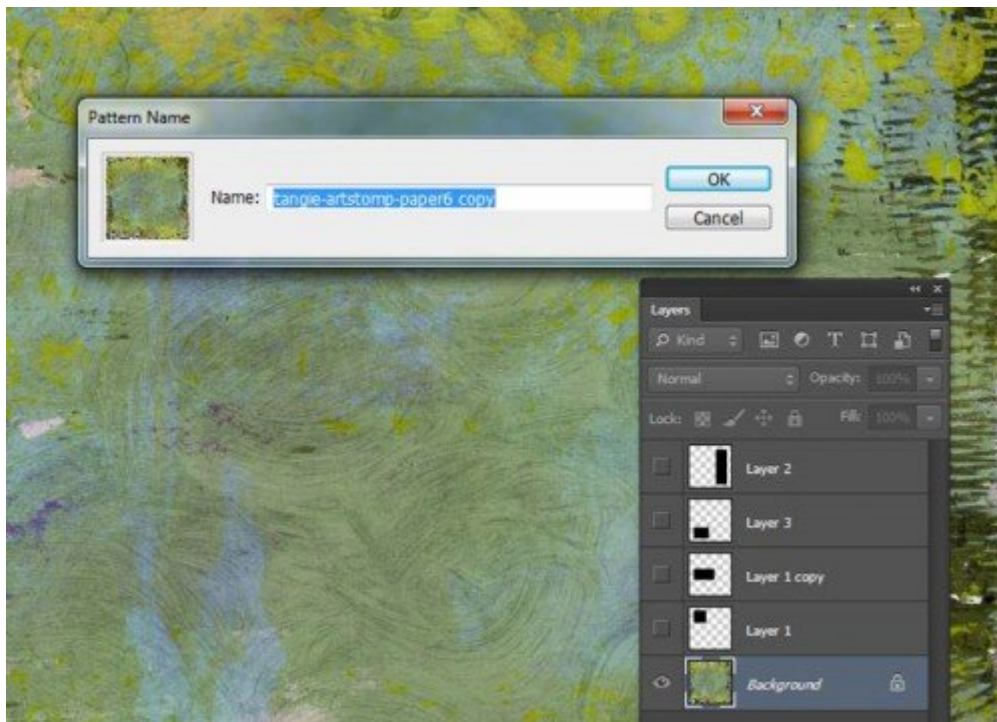 Pattern Name
Name: tangie-artstomp-paper6 copy
OK
Cancel
Layers
Kind
Normal
Opacity: 100%
Lock:
Fill: 100%
Layer 2
Layer 3
Layer 1 copy
Layer 1
Background